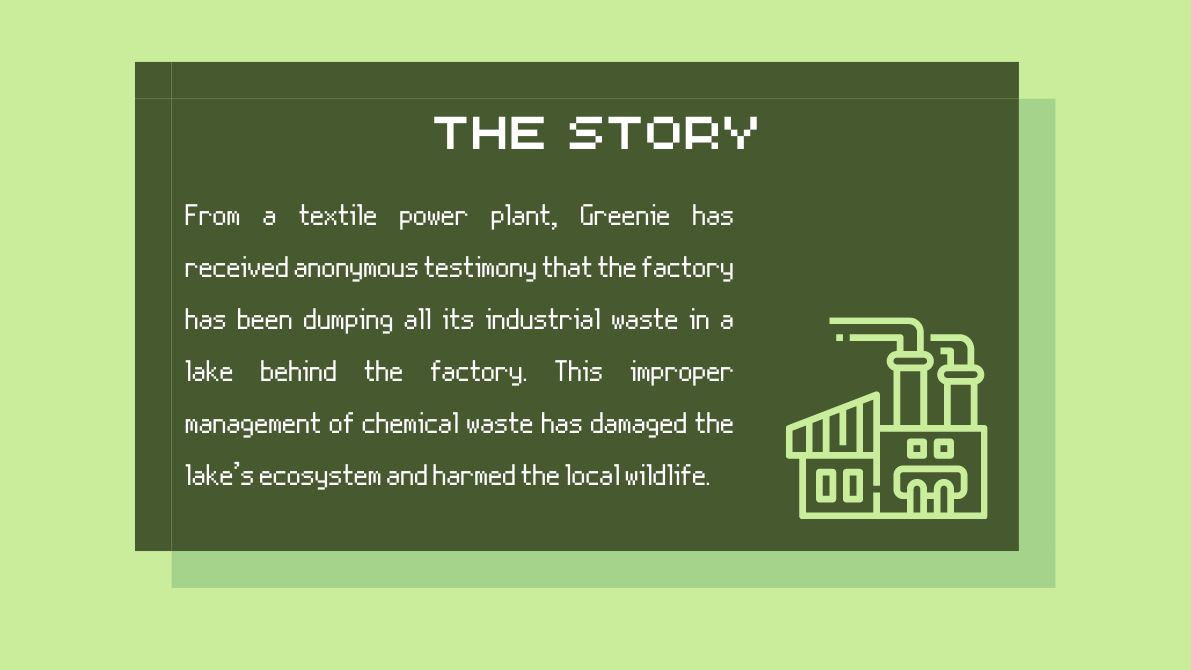 THE STORY
From a textile power plant, Greenie has
received anonymous testimony that the factory
has been dumping all its industrial waste in a
lake behind the factory. This improper
management of chemical waste has damaged the
lake's ecosystem and harmed the local wildlife.